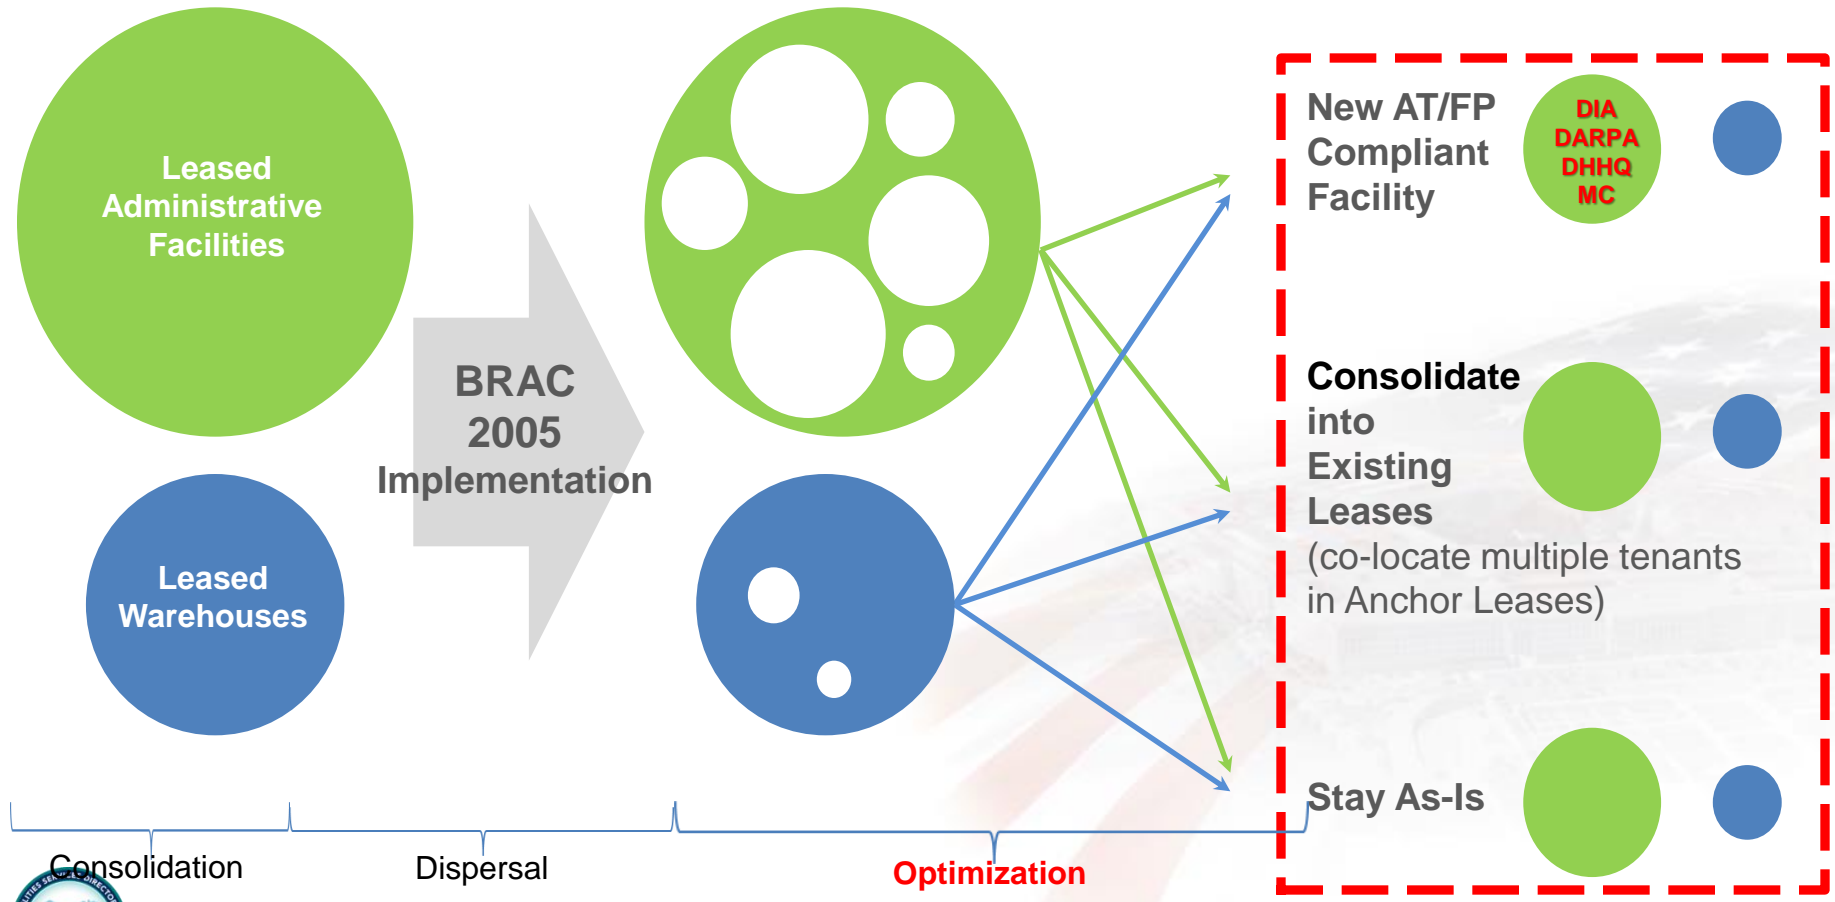 Leased
Administrative
Facilities
Leased
Warehouses
BRAC
2005
Implementation
New AT/FP
Compliant
Facility
DIA
DARPA
DHHQ
MC
Consolidate
into
Existing
Leases
(co-locate multiple tenants
in Anchor Leases)
Stay As-Is
Consolidation
Dispersal
Optimization